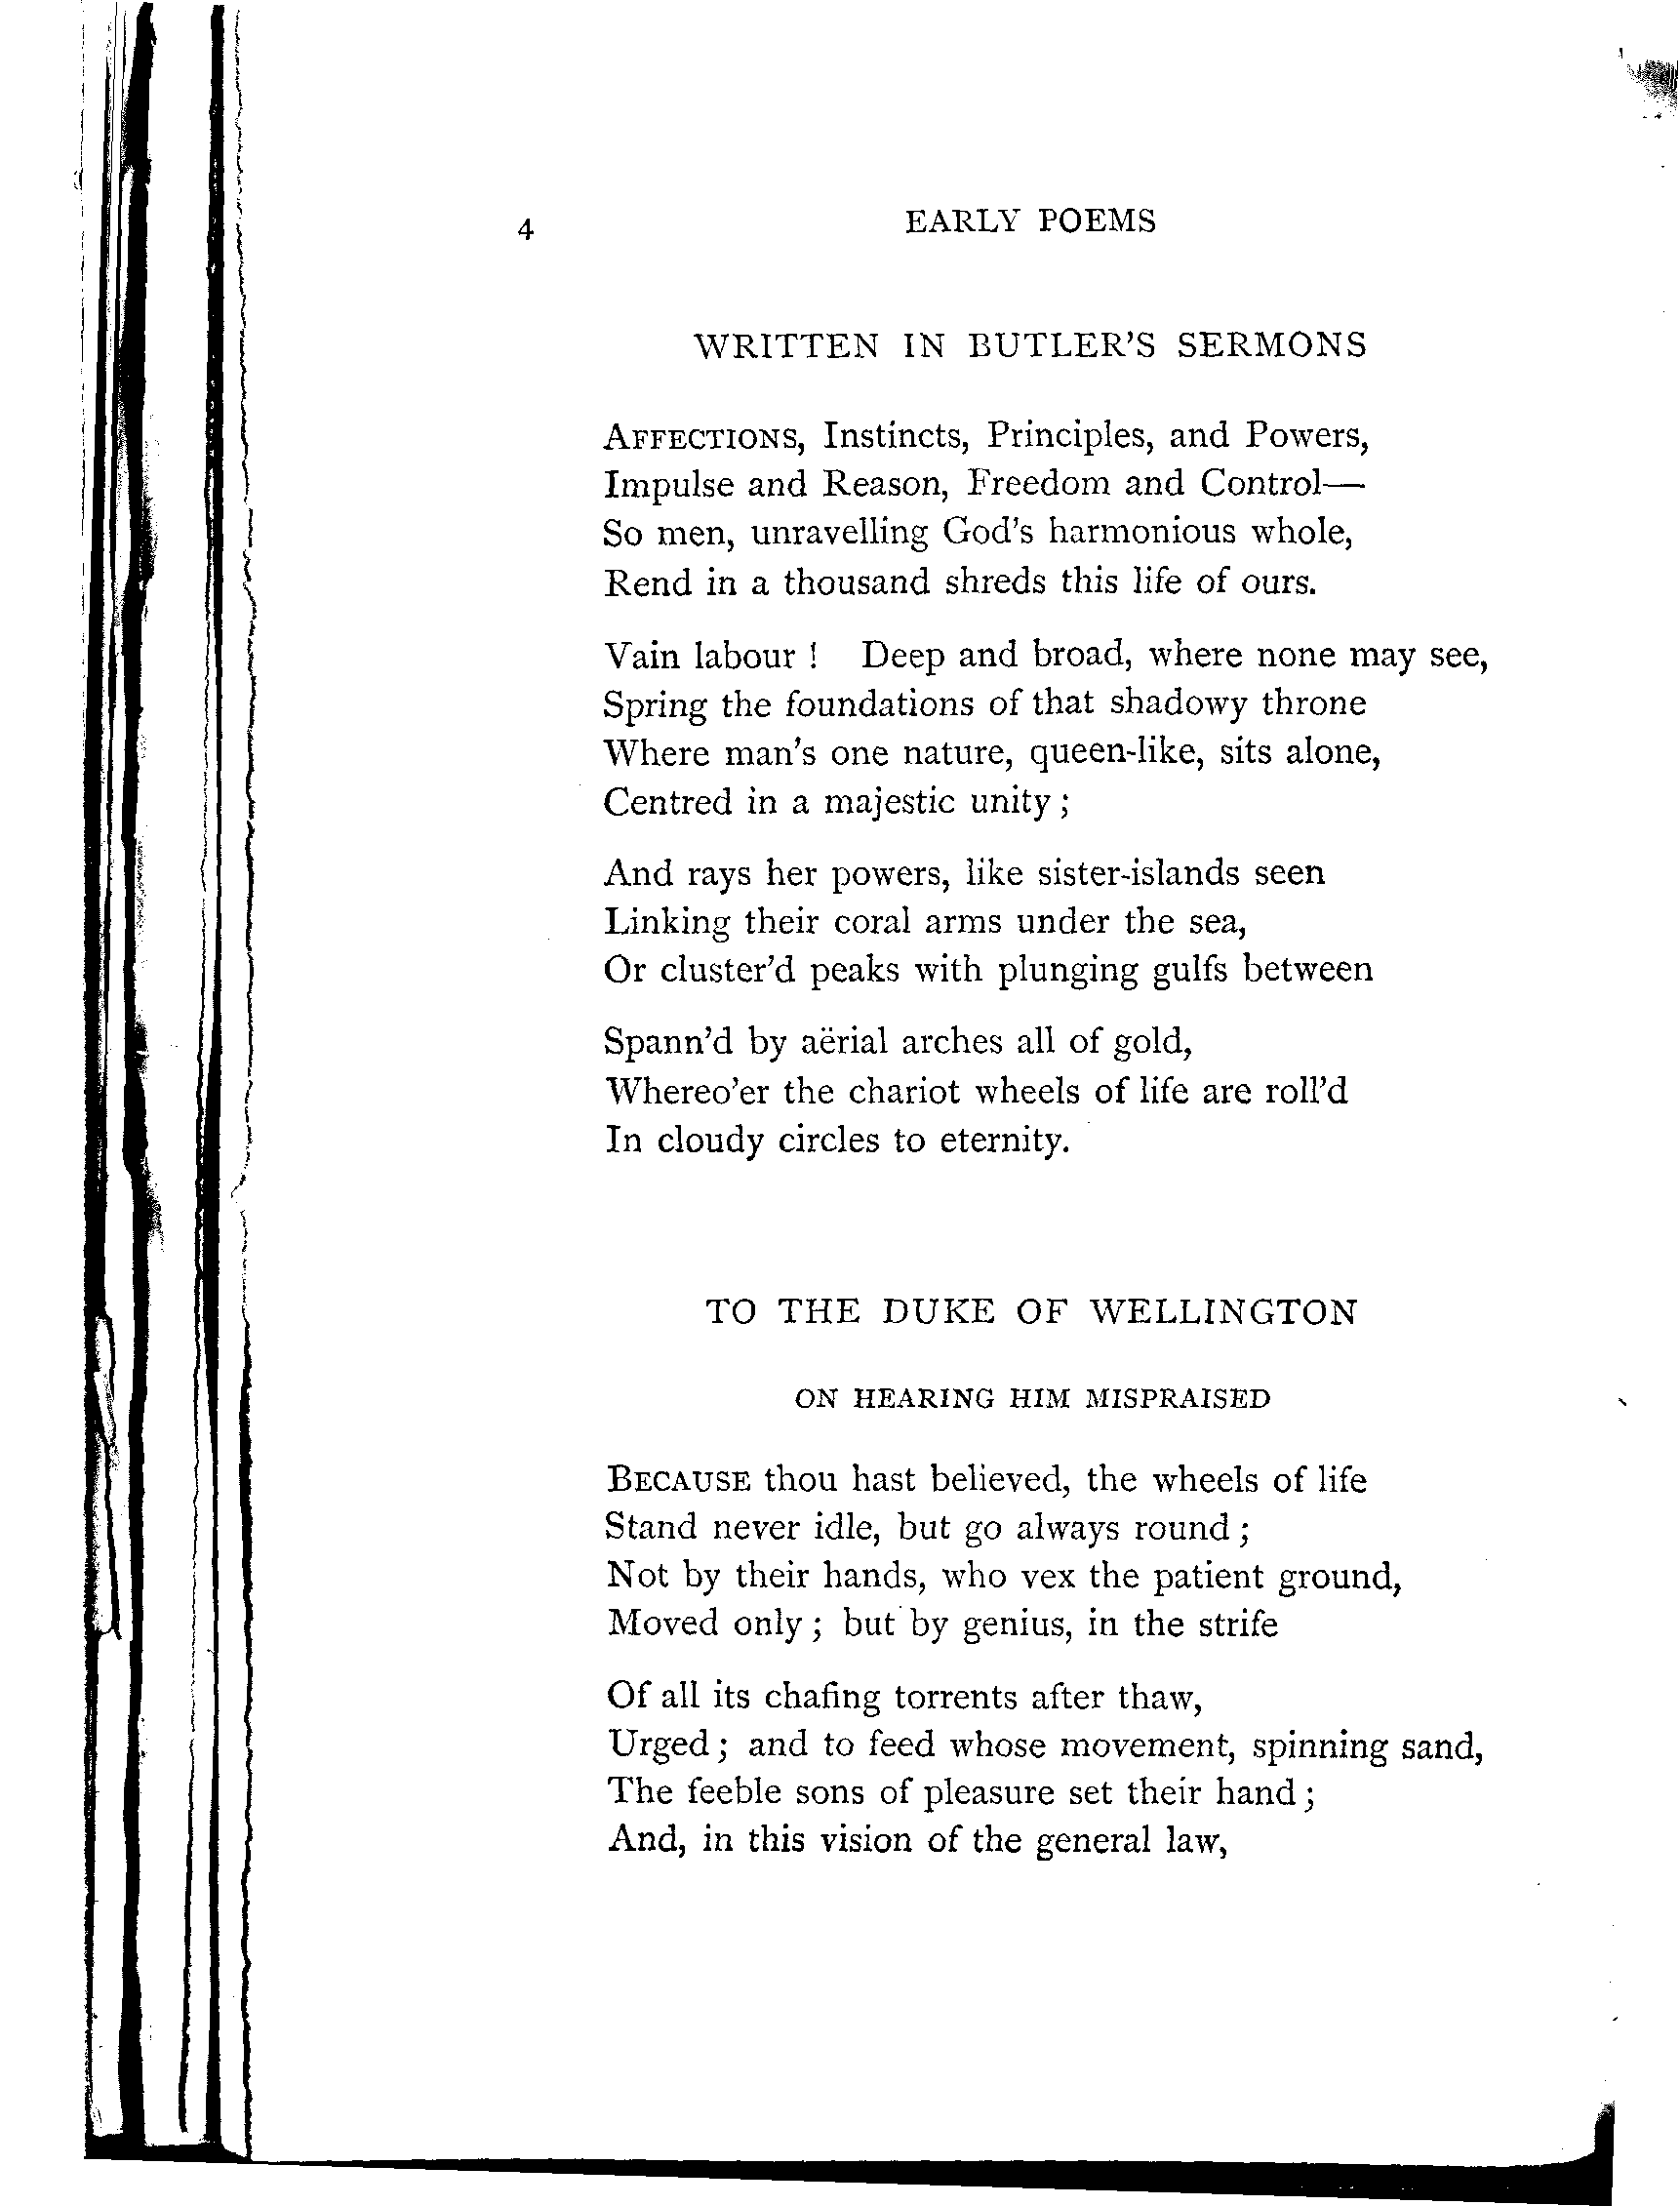 4 EARLY POEMS
WRITTEN IN BUTLER'S SERMONS
AFFECTIONS, Instincts, Principles, and Powers,
Impulse and Reason, Freedom and Control—
So men, unravelling God's harmonious whole,
Rend in a thousand shreds this life of ours.
Vain labour ! Deep and broad, where none may see,
Spring the foundations of that shadowy throne
Where man's one nature, queen-like, sits alone,
Centred in a majestic unity ;
And rays her powers, like sister-islands seen
Linking their coral arms under the sea,
Or cluster'd peaks with plunging gulfs between
Spann'd by aërial arches all of gold,
Whereo'er the chariot wheels of life are roll'd
In cloudy circles to eternity.
TO THE DUKE OF WELLINGTON
ON HEARING HIM MISPRAISED
BECAUSE thou hast believed, the wheels of life
Stand never idle, but go always round ;
Not by their hands, who vex the patient ground,
Moved only ; but by genius, in the strife
Of all its chafing torrents after thaw,
Urged ; and to feed whose movement, spinning sand,
The feeble sons of pleasure set their hand ;
And, in this vision of the general law,